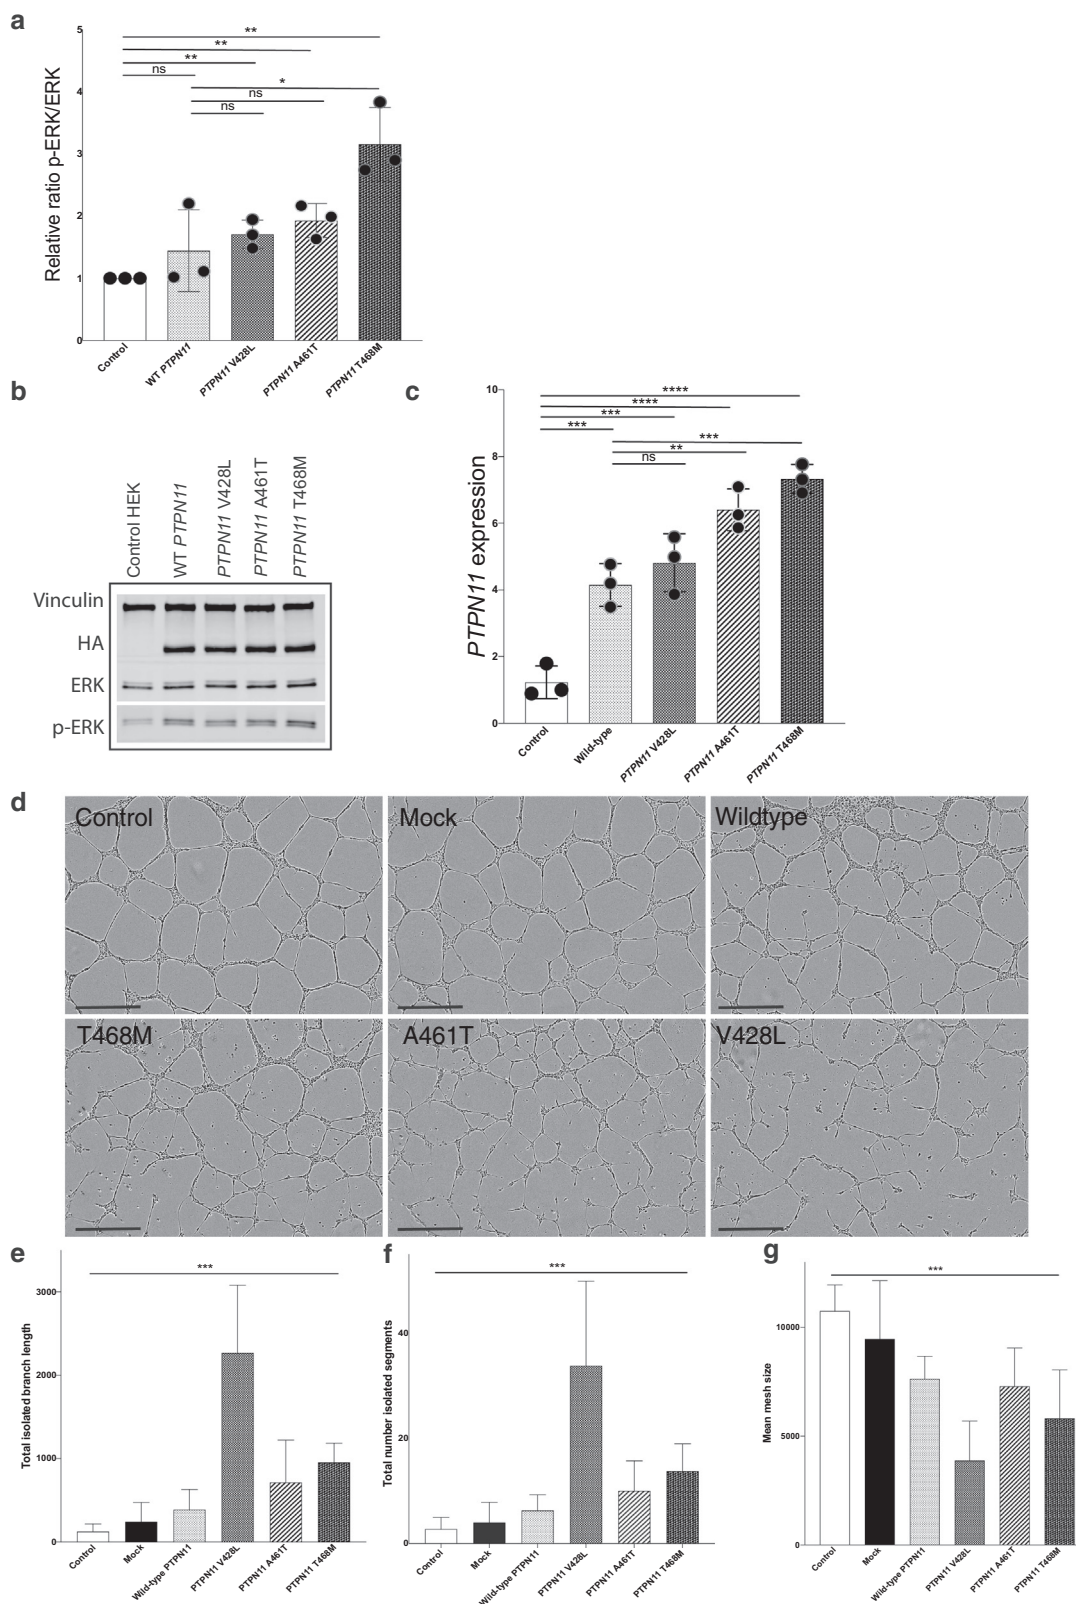 a
5
4
3
2
1
0
Relative ratio p-ERK/ERK
**
**
**
ns
*
ns
ns
Control
WT PTPN11
PTPN11 V428L
PTPN11 A461T
PTPN11 T468M
b
Control HEK
WT PTPN11
PTPN11 V428L
PTPN11 A461T
PTPN11 T468M
Vinculin
HA
ERK
p-ERK
c
10
8
6
4
2
0
PTPN11 expression
****
****
***
***
***
**
ns
Control
Wild-type
PTPN11 V428L
PTPN11 A461T
PTPN11 T468M
d
Control
Mock
Wildtype
T468M
A461T
V428L
e
3000
2000
1000
0
Total isolated branch length
***
Control
Mock
Wild-type PTPN11
PTPN11 V428L
PTPN11 A461T
PTPN11 T468M
f
40
20
0
Total number isolated segments
***
Control
Mock
Wild-type PTPN11
PTPN11 V428L
PTPN11 A461T
PTPN11 T468M
g
10000
5000
0
Mean mesh size
***
Control
Mock
Wild-type PTPN11
PTPN11 V428L
PTPN11 A461T
PTPN11 T468M